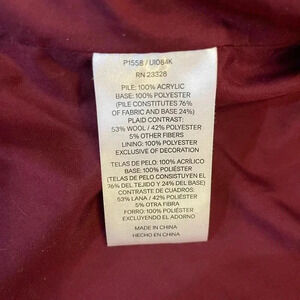 P1558 / U1084K
RN 23328
PILE: 100% ACRYLIC
BASE: 100% POLYESTER
(PILE CONSTITUTES 76%
OF FABRIC AND BASE 24%)
PLAID CONTRAST:
53% WOOL / 42% POLYESTER
5% OTHER FIBERS
LINING: 100% POLYESTER
EXCLUSIVE OF DECORATION
TELAS DE PELO: 100% ACRÍLICO
BASE: 100% POLIÉSTER
(TELAS DE PELO CONSISTUYEN EL
76% DEL TEJIDO Y 24% DEL BASE)
CONTRASTE DE CUADROS:
53% LANA / 42% POLIÉSTER
5% OTRA FIBRA
FORRO: 100% POLIÉSTER
EXCLUYENDO EL ADORNO
MADE IN CHINA
HECHO EN CHINA